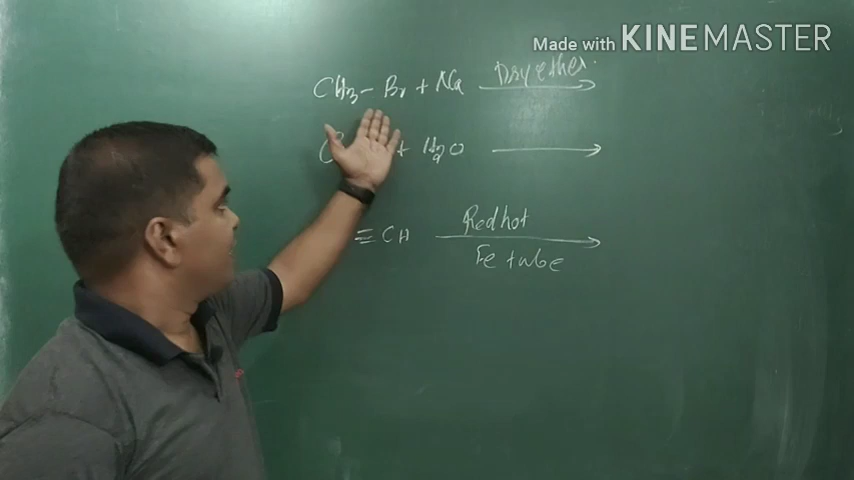 Made with KINEMASTER
CH3 - Br + Na Dry ether
C + H2O
≡ CH Red hot
Fe tube